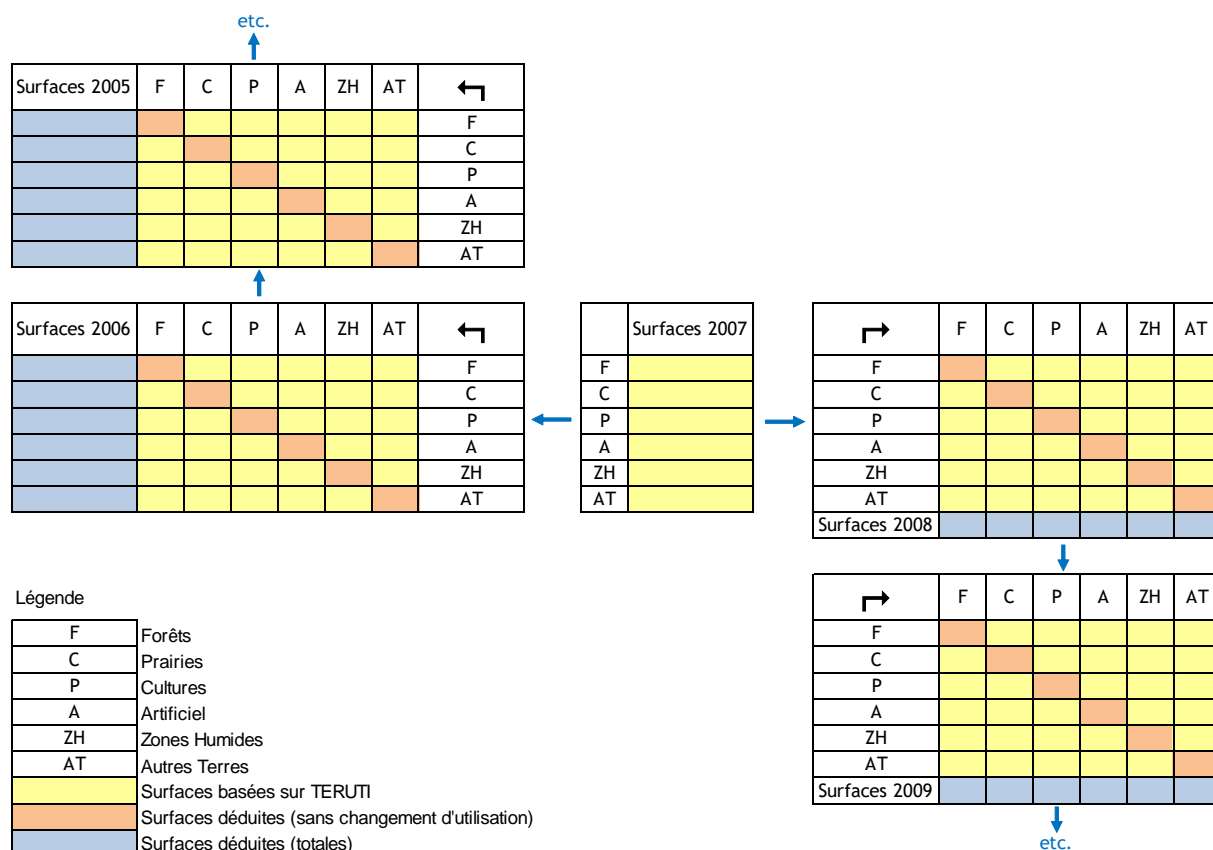 etc.
Surfaces 2005 F C P A ZH AT
F
C
P
A
ZH
AT
Surfaces 2006 F C P A ZH AT
F
C
P
A
ZH
AT
Surfaces 2007
F
C
P
A
ZH
AT
F C P A ZH AT
F
C
P
A
ZH
AT
Surfaces 2008
F C P A ZH AT
F
C
P
A
ZH
AT
Surfaces 2009
etc.
Légende
F Forêts
C Prairies
P Cultures
A Artificiel
ZH Zones Humides
AT Autres Terres
Surfaces basées sur TERUTI
Surfaces déduites (sans changement d'utilisation)
Surfaces déduites (totales)